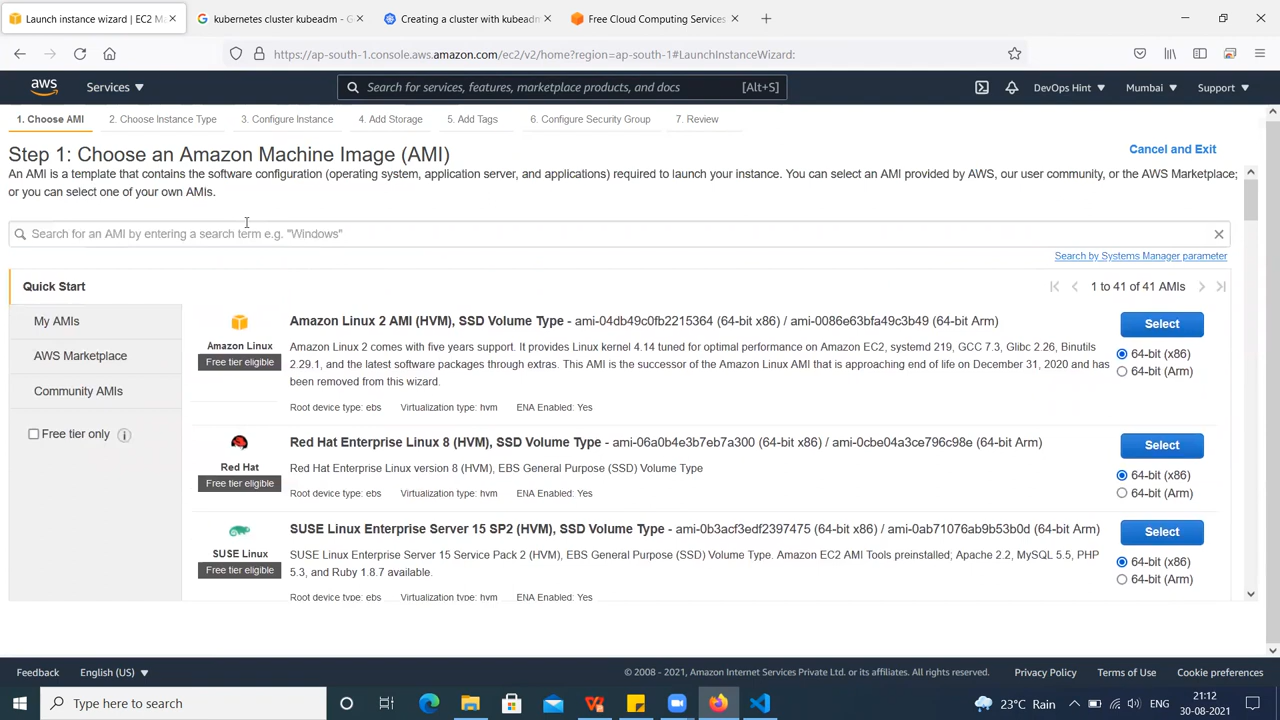 Launch instance wizard | EC2 M
kubernetes cluster kubeadm - G
Creating a cluster with kubeadm
Free Cloud Computing Services
https://ap-south-1.console.aws.amazon.com/ec2/v2/home?region=ap-south-1#LaunchInstanceWizard:
aws
Services
Search for services, features, marketplace products, and docs
[Alt+S]
DevOps Hint
Mumbai
Support
1. Choose AMI
2. Choose Instance Type
3. Configure Instance
4. Add Storage
5. Add Tags
6. Configure Security Group
7. Review
Step 1: Choose an Amazon Machine Image (AMI)
Cancel and Exit
An AMI is a template that contains the software configuration (operating system, application server, and applications) required to launch your instance. You can select an AMI provided by AWS, our user community, or the AWS Marketplace;
or you can select one of your own AMIs.
Search for an AMI by entering a search term e.g. "Windows"
Search by Systems Manager parameter
Quick Start
1 to 41 of 41 AMIs
My AMIs
AWS Marketplace
Community AMIs
Free tier only
Amazon Linux
Free tier eligible
Amazon Linux 2 AMI (HVM), SSD Volume Type - ami-04db49c0fb2215364 (64-bit x86) / ami-0086e63bfa49c3b49 (64-bit Arm)
Amazon Linux 2 comes with five years support. It provides Linux kernel 4.14 tuned for optimal performance on Amazon EC2, systemd 219, GCC 7.3, Glibc 2.26, Binutils
2.29.1, and the latest software packages through extras. This AMI is the successor of the Amazon Linux AMI that is approaching end of life on December 31, 2020 and has
been removed from this wizard.
Root device type: ebs Virtualization type: hvm ENA Enabled: Yes
Select
64-bit (x86)
64-bit (Arm)
Red Hat
Free tier eligible
Red Hat Enterprise Linux 8 (HVM), SSD Volume Type - ami-06a0b4e3b7eb7a300 (64-bit x86) / ami-0cbe04a3ce796c98e (64-bit Arm)
Red Hat Enterprise Linux version 8 (HVM), EBS General Purpose (SSD) Volume Type
Root device type: ebs Virtualization type: hvm ENA Enabled: Yes
Select
64-bit (x86)
64-bit (Arm)
SUSE Linux
Free tier eligible
SUSE Linux Enterprise Server 15 SP2 (HVM), SSD Volume Type - ami-0b3acf3edf2397475 (64-bit x86) / ami-0ab71076ab9b53b0d (64-bit Arm)
SUSE Linux Enterprise Server 15 Service Pack 2 (HVM), EBS General Purpose (SSD) Volume Type. Amazon EC2 AMI Tools preinstalled; Apache 2.2, MySQL 5.5, PHP
5.3, and Ruby 1.8.7 available.
Root device type: ebs Virtualization type: hvm ENA Enabled: Yes
Select
64-bit (x86)
64-bit (Arm)
Feedback
English (US)
© 2008 - 2021, Amazon Internet Services Private Ltd. or its affiliates. All rights reserved.
Privacy Policy
Terms of Use
Cookie preferences
Type here to search
23°C Rain
ENG
21:12
30-08-2021